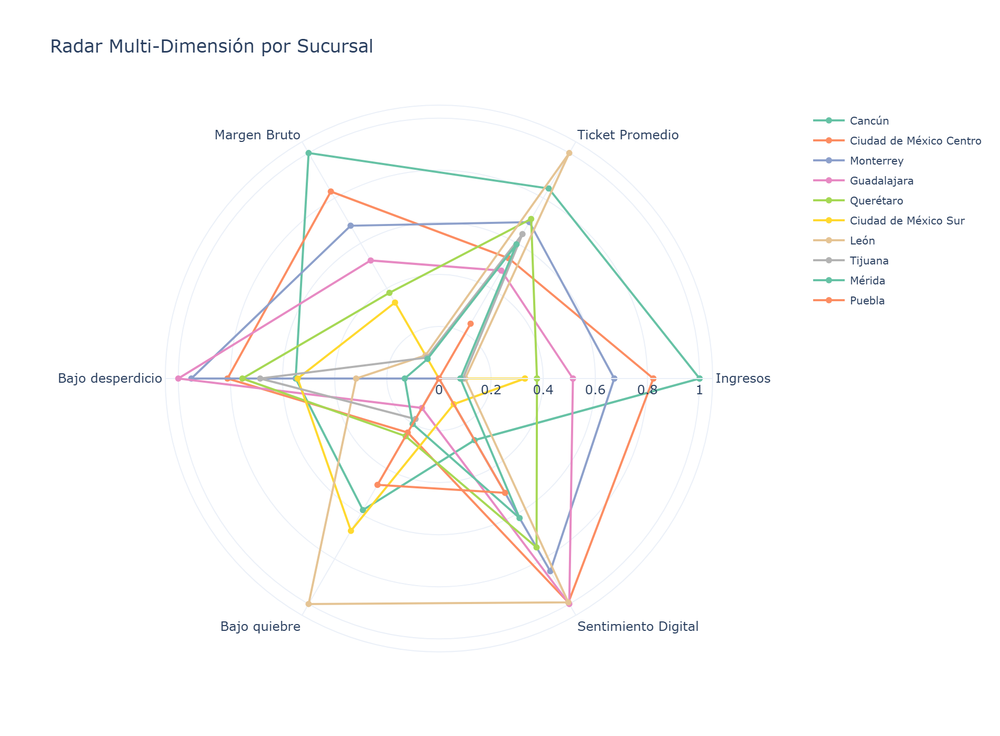 Radar Multi-Dimensión por Sucursal
Margen Bruto
Ticket Promedio
Bajo desperdicio
Ingresos
0
0.2
0.4
0.6
0.8
1
Bajo quiebre
Sentimiento Digital
Cancún
Ciudad de México Centro
Monterrey
Guadalajara
Querétaro
Ciudad de México Sur
León
Tijuana
Mérida
Puebla